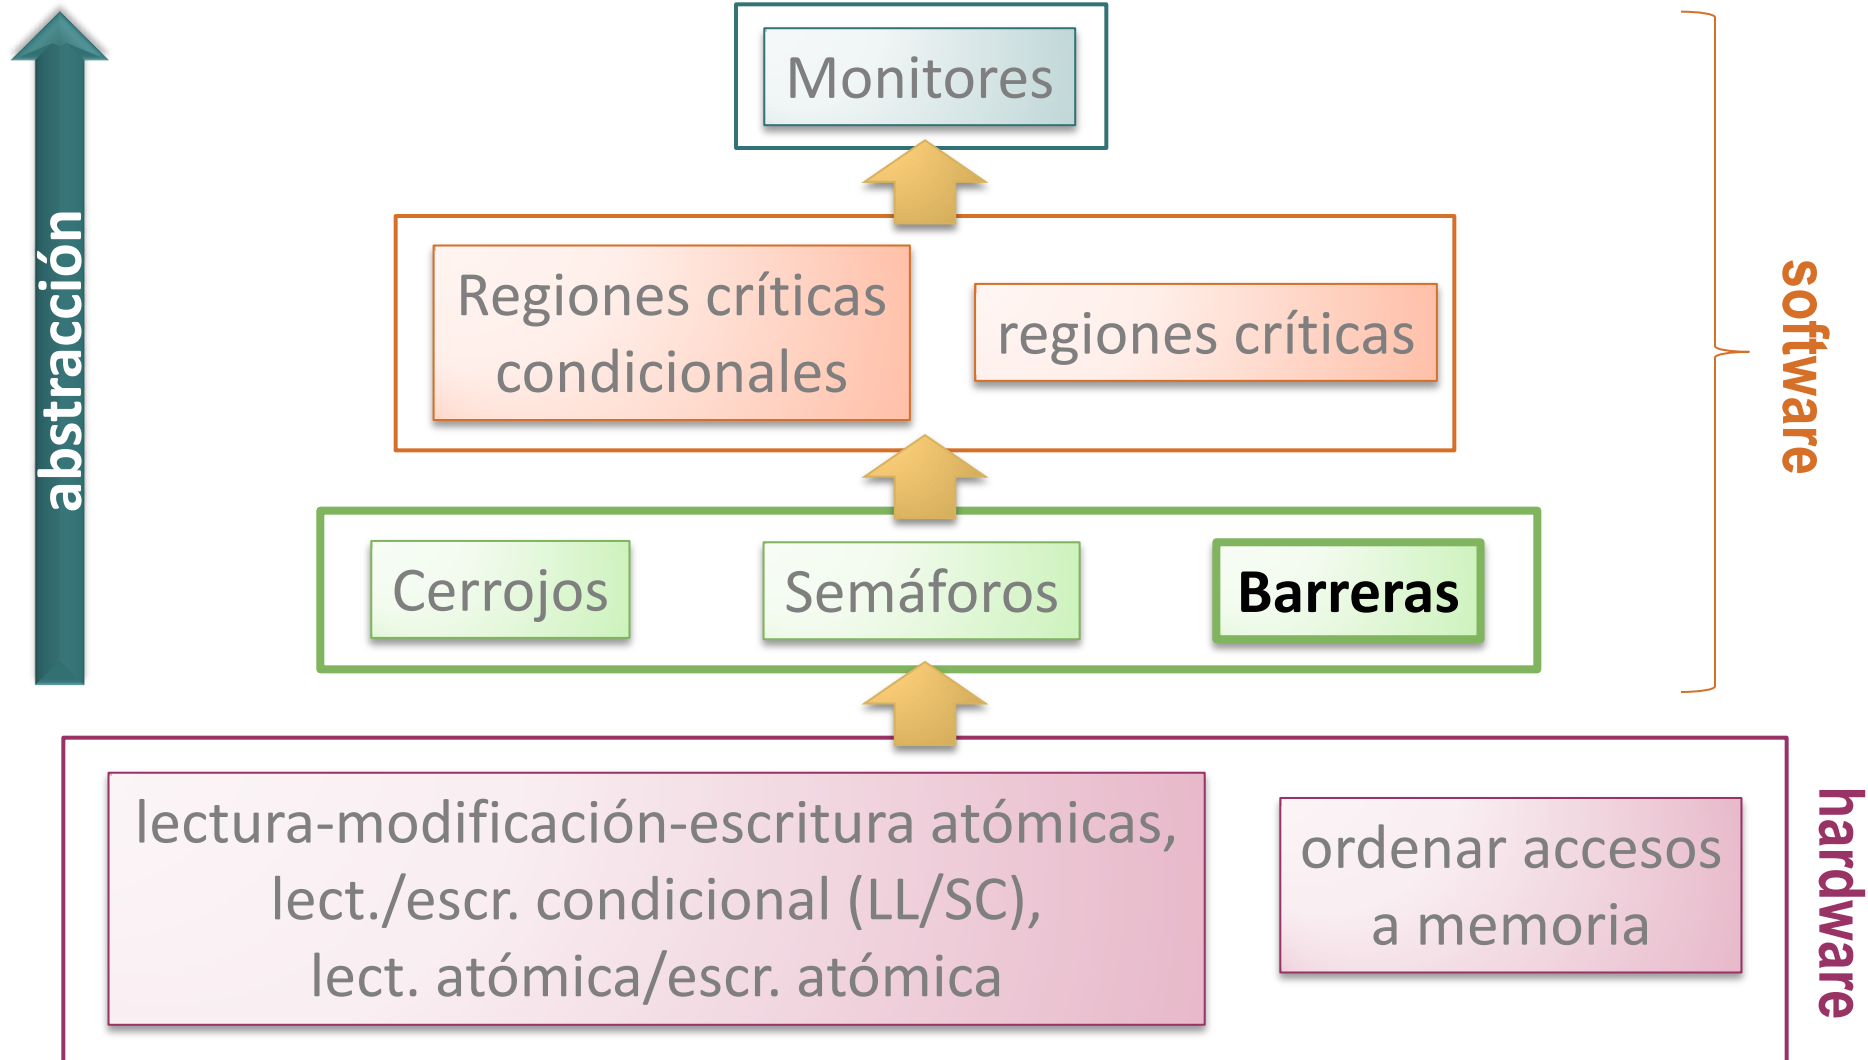 Monitores
abstracción
Regiones críticas
condicionales
regiones críticas
software
Cerrojos
Semáforos
Barreras
lectura-modificación-escritura atómicas,
lect./escr. condicional (LL/SC),
lect. atómica/escr. atómica
ordenar accesos
a memoria
hardware